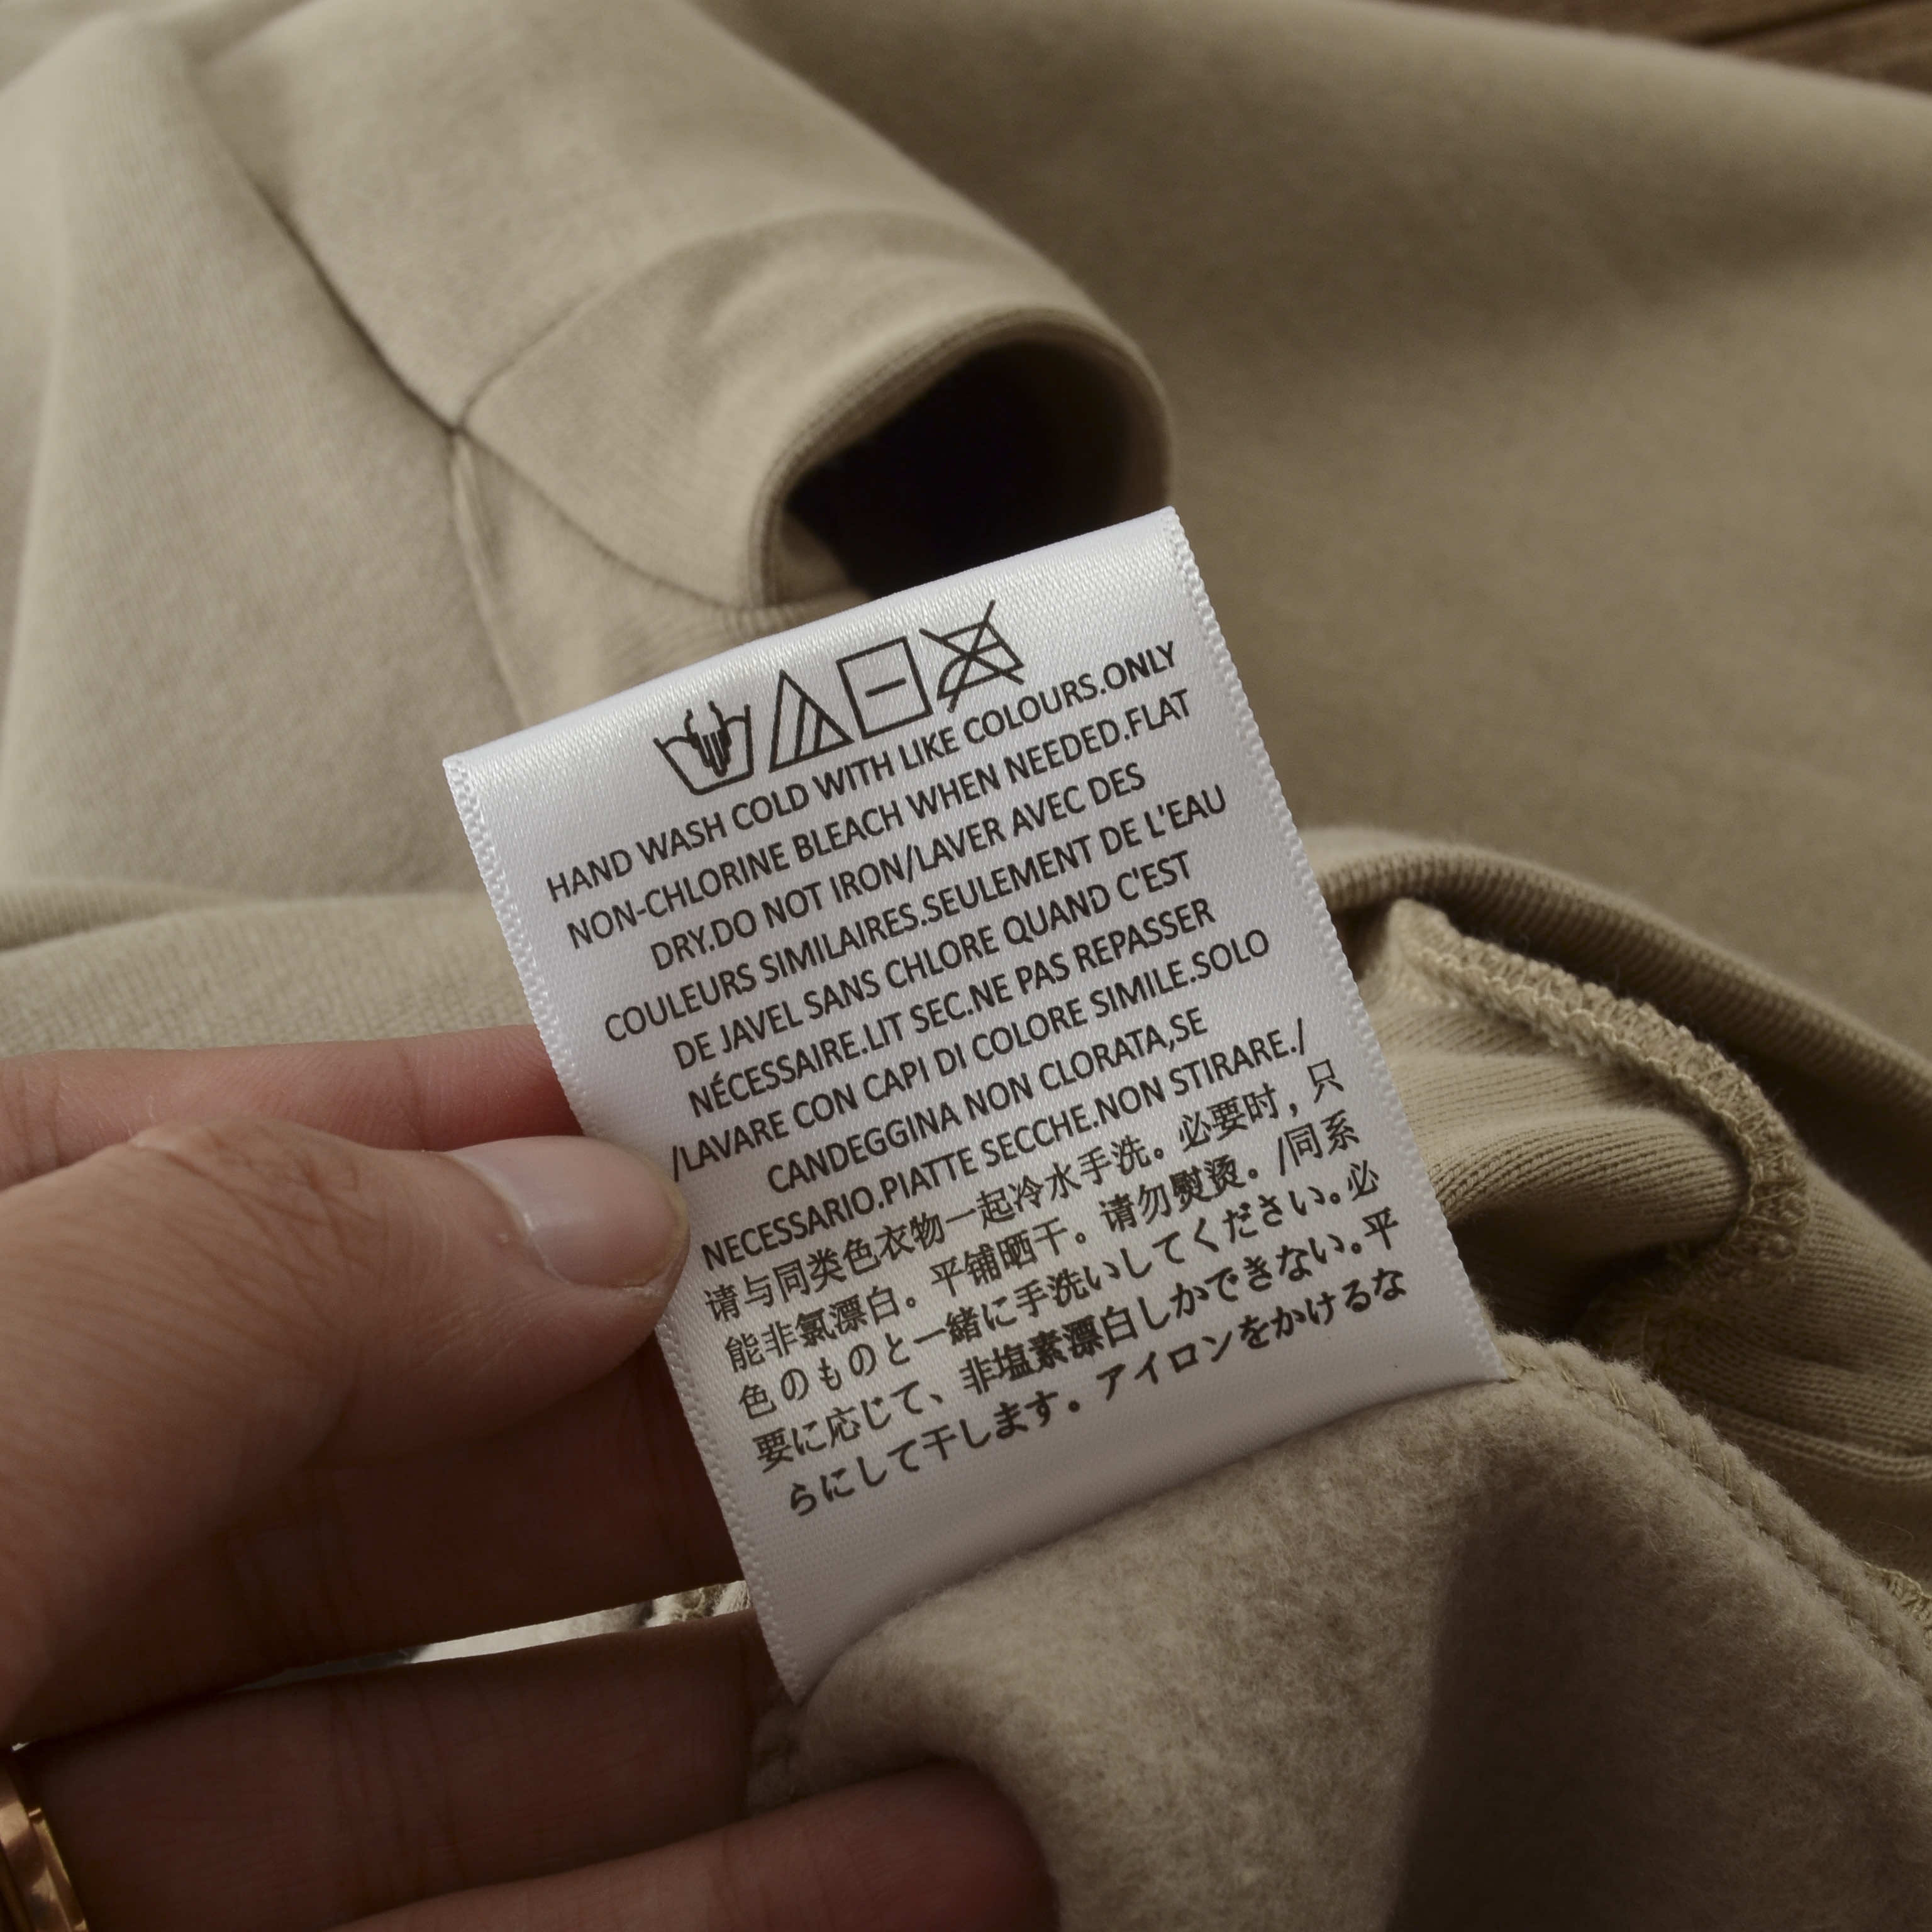 HAND WASH COLD WITH LIKE COLOURS.ONLY
NON-CHLORINE BLEACH WHEN NEEDED.FLAT
DRY.DO NOT IRON/LAVER AVEC DES
COULEURS SIMILAIRES.SEULEMENT DE L'EAU
DE JAVEL SANS CHLORE QUAND C'EST
NÉCESSAIRE.LIT SEC.NE PAS REPASSER
/LAVARE CON CAPI DI COLORE SIMILE.SOLO
CANDEGGINA NON CLORATA,SE
NECESSARIO.PIATTE SECCHE.NON STIRARE./
请与同类色衣物一起冷水手洗。必要时，只
能非氯漂白。平铺晒干。请勿熨烫。/同系
色のものと一緒に手洗いしてください。必
要に応じて、非塩素漂白しかできない。平
らにして干します。アイロンをかけるな